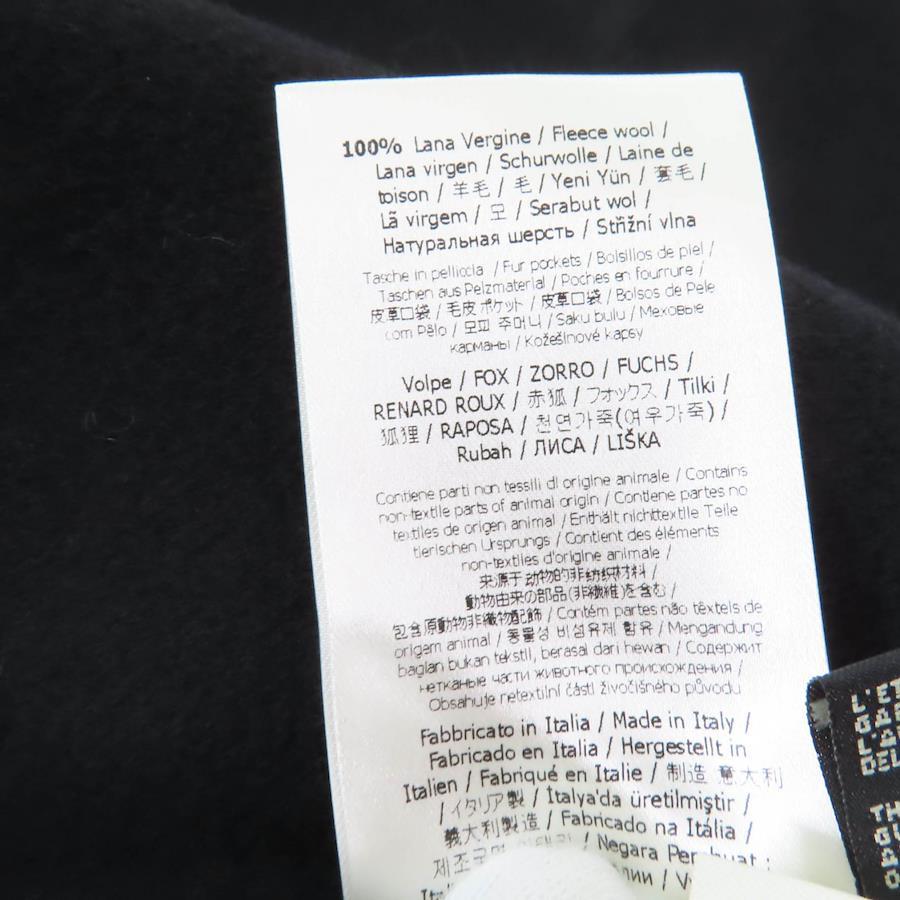 100% Lana Vergine / Fleece wool /
Lana virgen / Schurwolle / Laine de
toison / 羊毛 / 毛 / Yeni Yün / 套毛 /
Lã virgem / 모 / Serabut wol /
Натуральная шерсть / Střižní vlna
Tasche in pelliccia / Fur pockets / Bolsillos de piel /
Taschen aus Pelzmaterial / Poches en fourrure /
皮草口袋 / 毛皮 ポケット / 皮草口袋 / Bolsos de Pele
com Pêlo / 모피 주머니 / Saku bulu / Меховые
карманы / Kožešinové kapsy
Volpe / FOX / ZORRO / FUCHS /
RENARD ROUX / 赤狐 / フォックス / Tilki /
狐狸 / RAPOSA / 천연가죽(여우가죽) /
Rubah / ЛИСА / LIŠKA
Contiene parti non tessili di origine animale / Contains
non-textile parts of animal origin / Contiene partes no
textiles de origen animal / Enthält nichttextile Teile
tierischen Ursprungs / Contient des éléments
non-textiles d'origine animale /
来源于动物的非纺织材料 /
動物由来の部品(非繊維)を含む /
包含原動物非織物配飾 / Contém partes não têxteis de
origem animal / 동물성 비섬유제 함유 / Mengandung
bagian bukan tekstil, berasal dari hewan / Содержит
нетканые части животного происхождения /
Obsahuje netextilní části živočišného původu
Fabbricato in Italia / Made in Italy /
Fabricado en Italia / Hergestellt in
Italien / Fabriqué en Italie / 制造 意大利
/ イタリア製 / İtalya'da üretilmiştir /
義大利製造 / Fabricado na Itália /
제조국명 / Negara